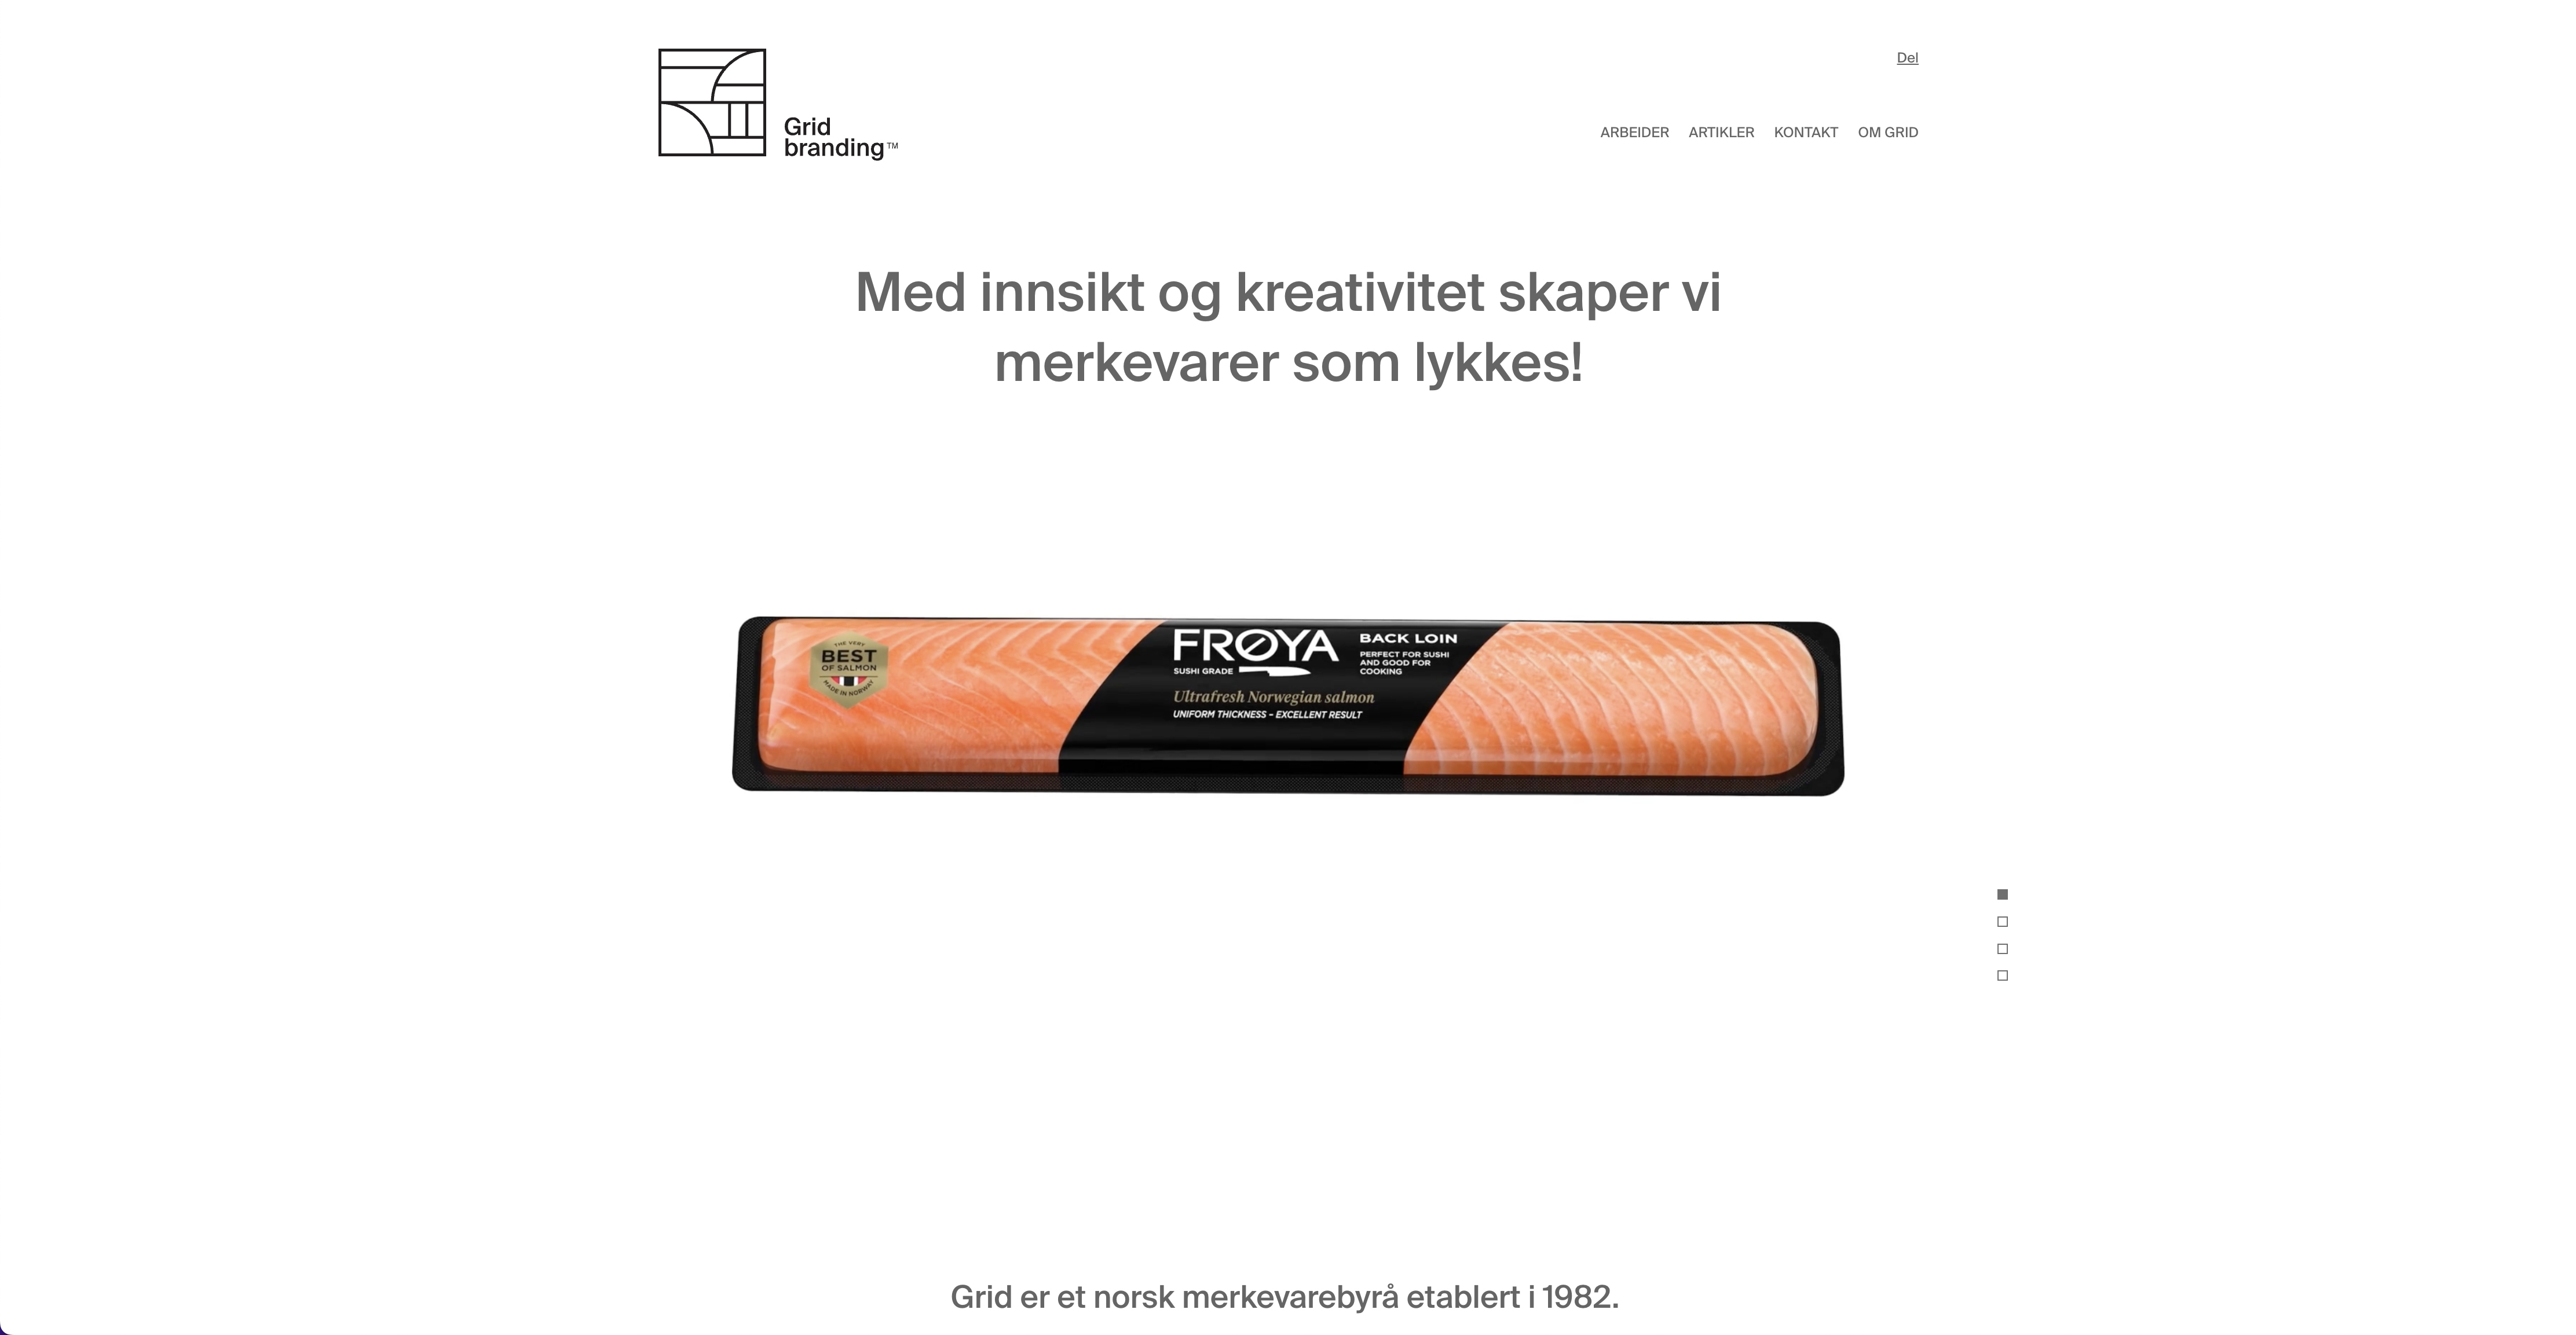 Grid
branding™
Del
ARBEIDER ARTIKLER KONTAKT OM GRID
Med innsikt og kreativitet skaper vi
merkevarer som lykkes!
THE VERY
BEST
OF SALMON
MADE IN NORWAY
FRØYA
SUSHI GRADE
BACK LOIN
PERFECT FOR SUSHI
AND GOOD FOR
COOKING
Ultrafresh Norwegian salmon
UNIFORM THICKNESS – EXCELLENT RESULT
Grid er et norsk merkevarebyrå etablert i 1982.